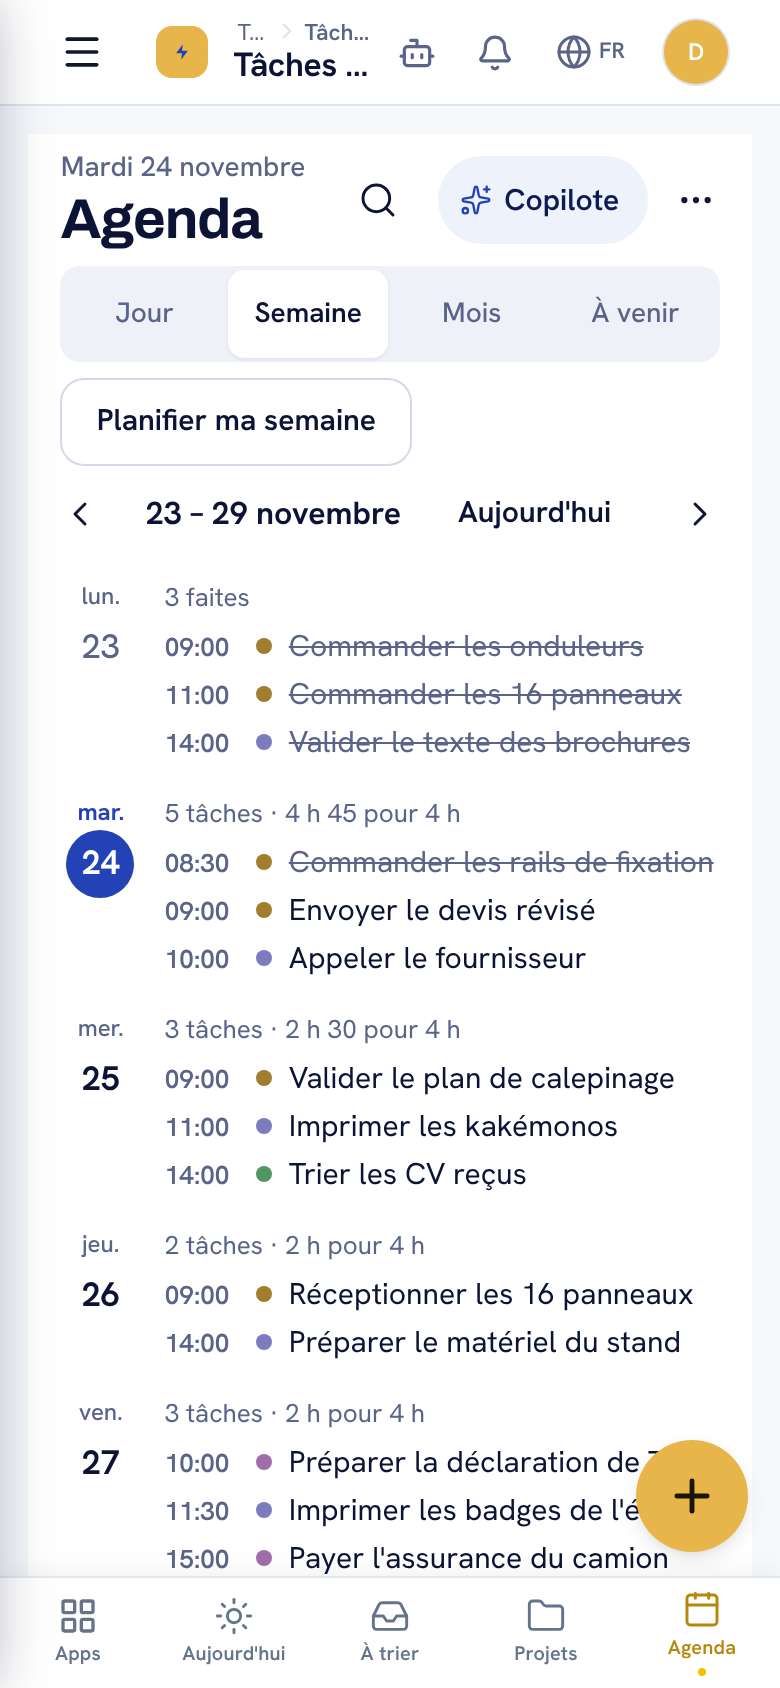 T... > Tâch...
Tâches ...
FR
D
Mardi 24 novembre
Agenda
Copilote
Jour
Semaine
Mois
À venir
Planifier ma semaine
23 – 29 novembre
Aujourd'hui
lun.
3 faites
23
09:00 Commander les onduleurs
11:00 Commander les 16 panneaux
14:00 Valider le texte des brochures
mar.
5 tâches · 4 h 45 pour 4 h
24
08:30 Commander les rails de fixation
09:00 Envoyer le devis révisé
10:00 Appeler le fournisseur
mer.
3 tâches · 2 h 30 pour 4 h
25
09:00 Valider le plan de calepinage
11:00 Imprimer les kakémonos
14:00 Trier les CV reçus
jeu.
2 tâches · 2 h pour 4 h
26
09:00 Réceptionner les 16 panneaux
14:00 Préparer le matériel du stand
ven.
3 tâches · 2 h pour 4 h
27
10:00 Préparer la déclaration de
11:30 Imprimer les badges de
15:00 Payer l'assurance du camion
Apps
Aujourd'hui
À trier
Projets
Agenda